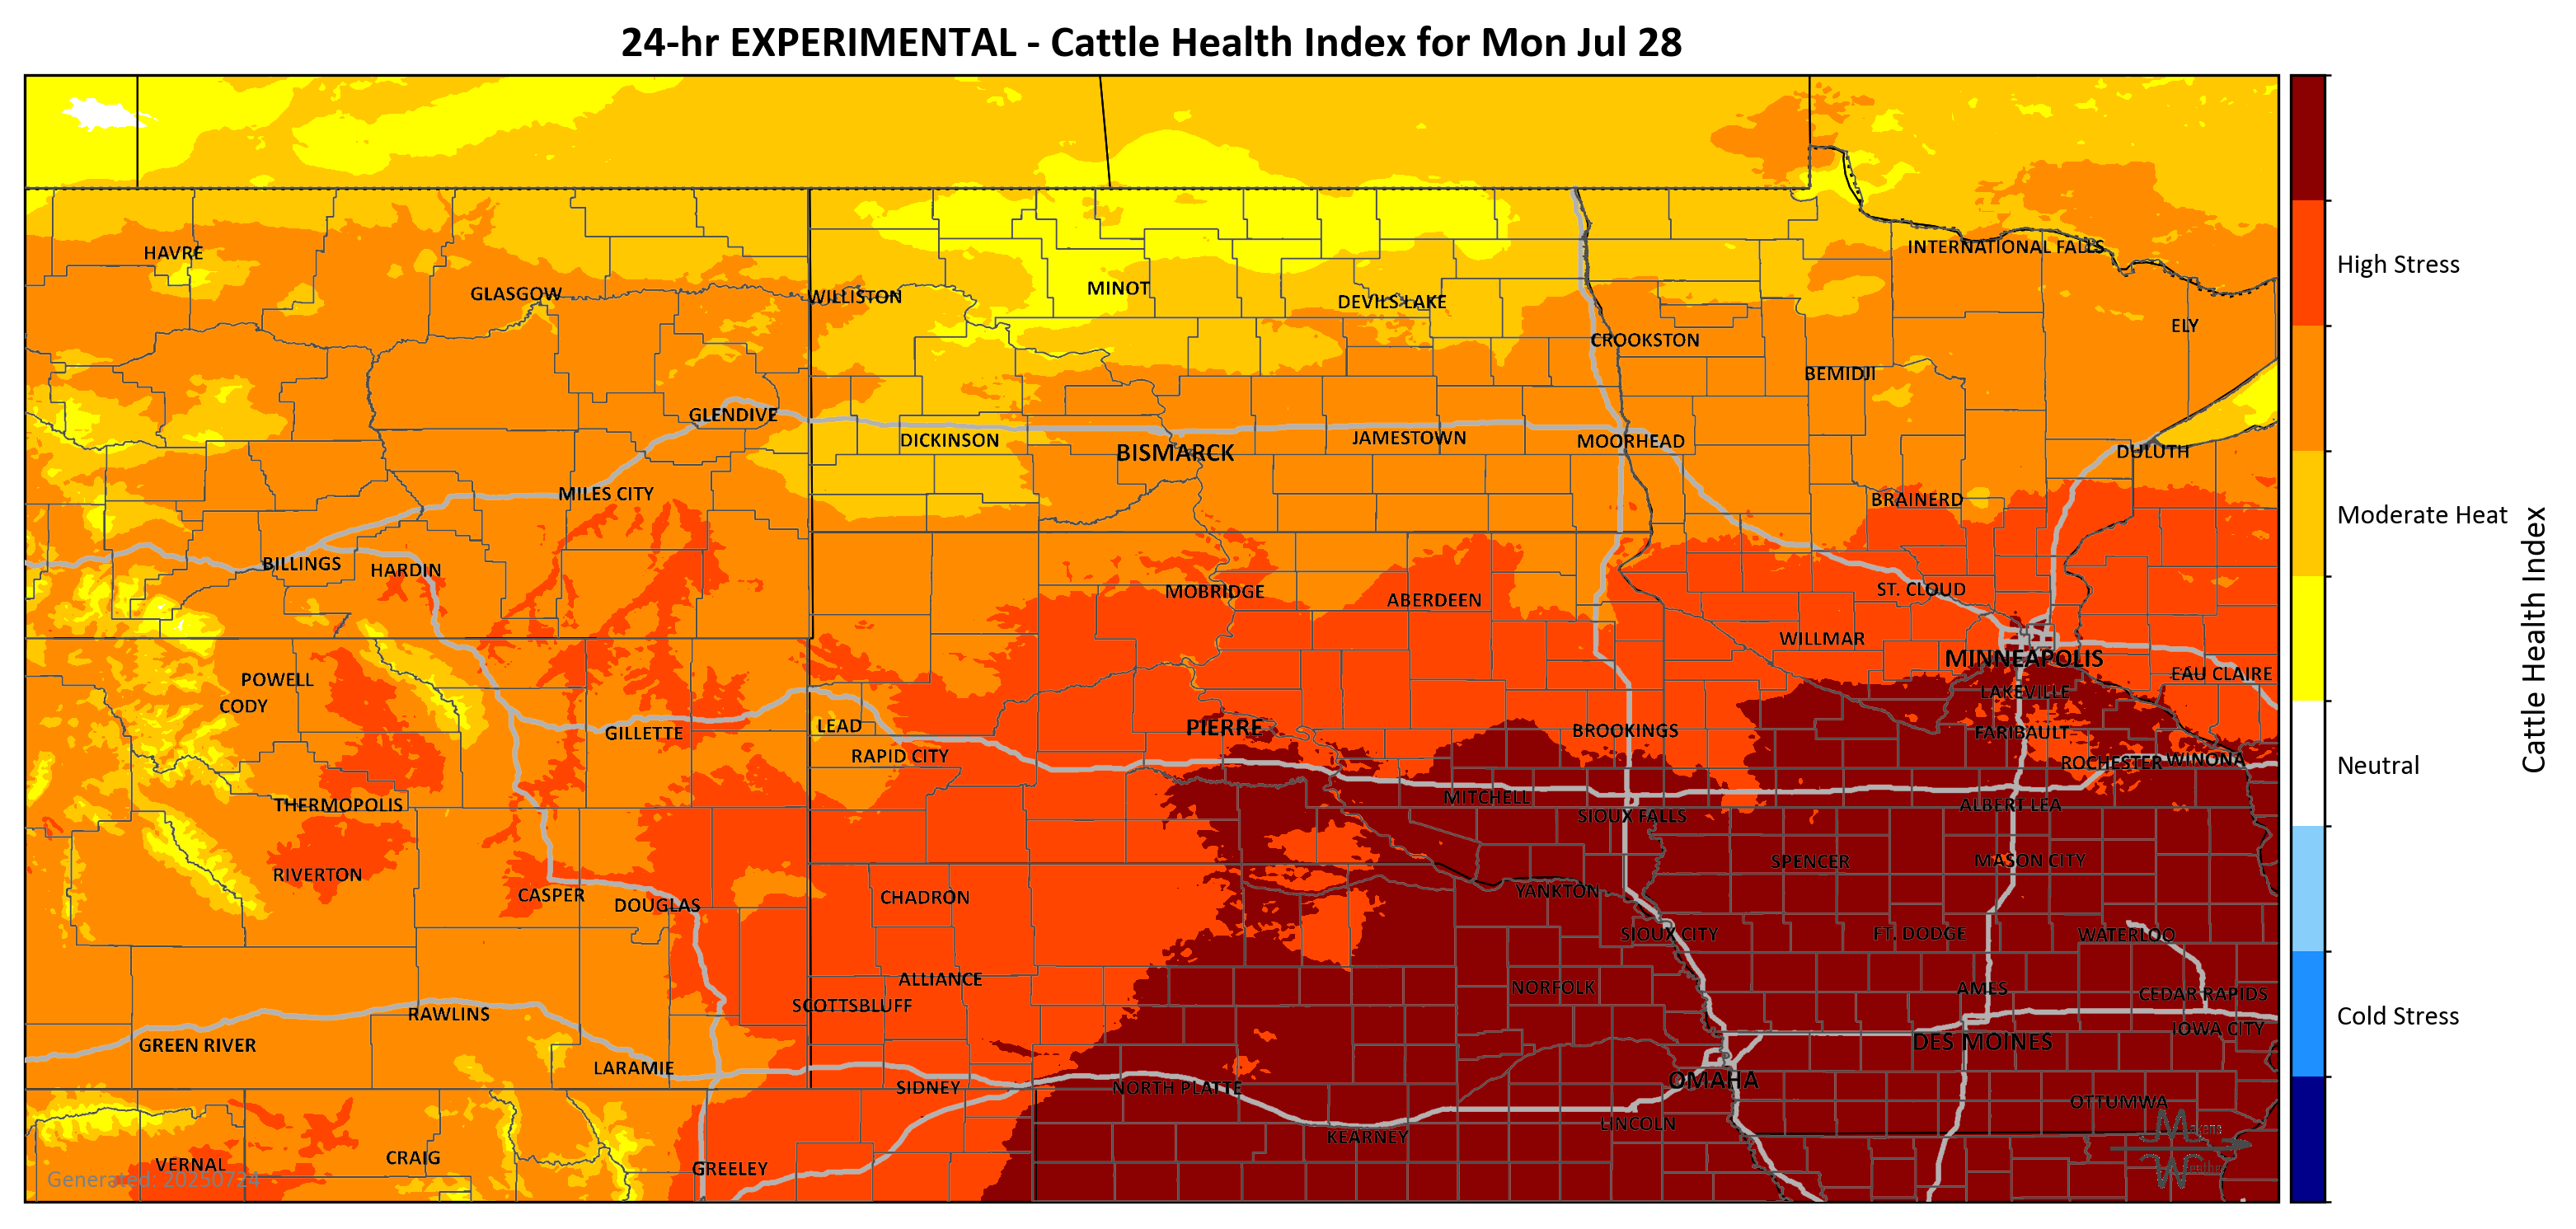 24-hr EXPERIMENTAL - Cattle Health Index for Mon Jul 28
HAVRE
INTERNATIONAL FALLS
GLASGOW
WILLISTON
MINOT
DEVILS LAKE
High Stress
ELY
CROOKSTON
BEMIDJI
GLENDIVE
DICKINSON
BISMARCK
JAMESTOWN
MOORHEAD
DULUTH
MILES CITY
BRAINERD
Moderate Heat
BILLINGS
HARDIN
MOBRIDGE
ABERDEEN
ST. CLOUD
WILLMAR
MINNEAPOLIS
Cattle Health Index
POWELL
CODY
EAU CLAIRE
LAKEVILLE
GILLETTE
LEAD
PIERRE
BROOKINGS
FARIBAULT
RAPID CITY
ROCHESTER
WINONA
Neutral
THERMOPOLIS
MITCHELL
SIOUX FALLS
ALBERT LEA
RIVERTON
SPENCER
MASON CITY
CASPER
DOUGLAS
CHADRON
YANKTON
SIOUX CITY
FT. DODGE
WATERLOO
ALLIANCE
NORFOLK
AMES
CEDAR RAPIDS
SCOTTSBLUFF
RAWLINS
Cold Stress
GREEN RIVER
IOWA CITY
DES MOINES
LARAMIE
SIDNEY
NORTH PLATTE
OMAHA
OTTUMWA
LINCOLN
KEARNEY
VERNAL
CRAIG
GREELEY
Generated: 20250724